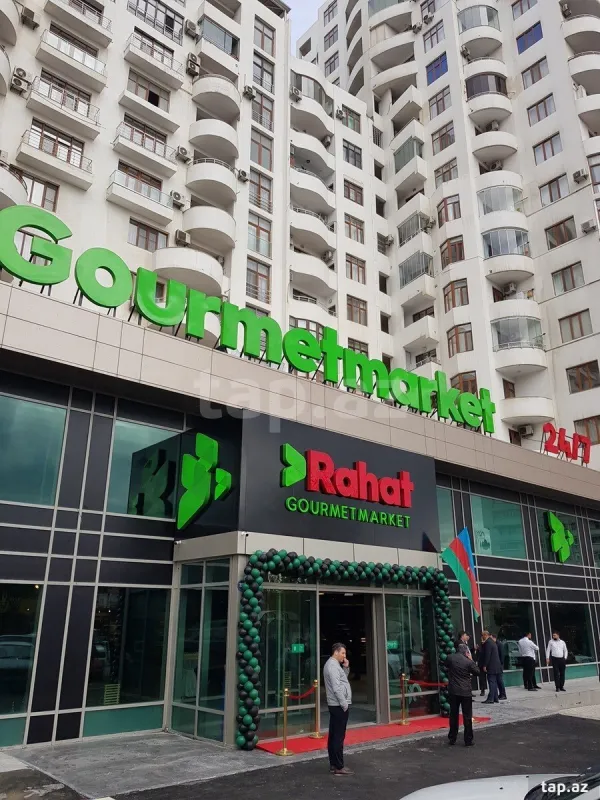 Gourmetmarket
24/7
tap.az
Rahat
GOURMETMARKET
tap.az